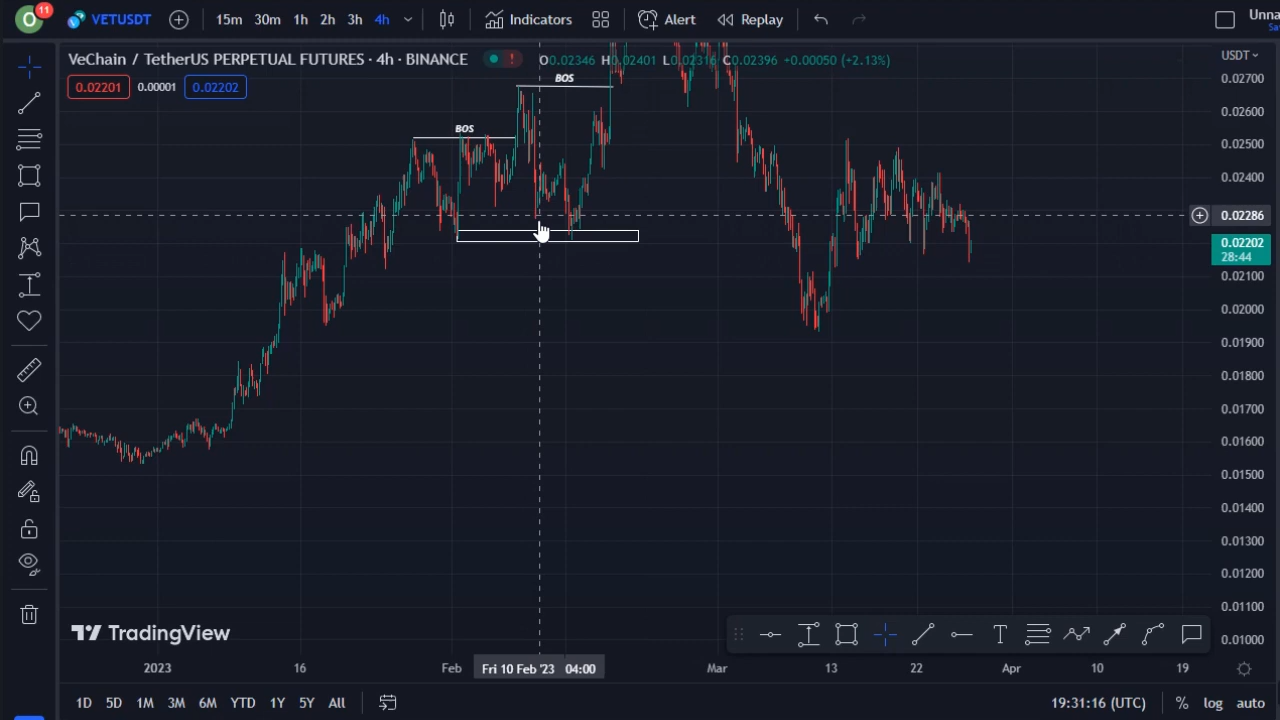 O 11 VETUSDT 15m 30m 1h 2h 3h 4h Indicators Alert Replay Unna
VeChain / TetherUS PERPETUAL FUTURES · 4h · BINANCE ! O0.02346 H0.02401 L0.02316 C0.02396 +0.00050 (+2.13%) USDT
0.02201 0.00001 0.02202
BOS
BOS
0.02700
0.02600
0.02500
0.02400
0.02286
0.02202
28:44
0.02100
0.02000
0.01900
0.01800
0.01700
0.01600
0.01500
0.01400
0.01300
0.01200
0.01100
0.01000
TradingView
2023 16 Feb Fri 10 Feb '23 04:00 Mar 13 22 Apr 10 19
1D 5D 1M 3M 6M YTD 1Y 5Y All 19:31:16 (UTC) % log auto